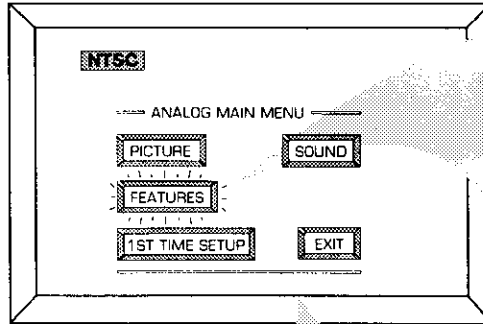 NTSC
ANALOG MAIN MENU
PICTURE SOUND
FEATURES
1ST TIME SETUP EXIT